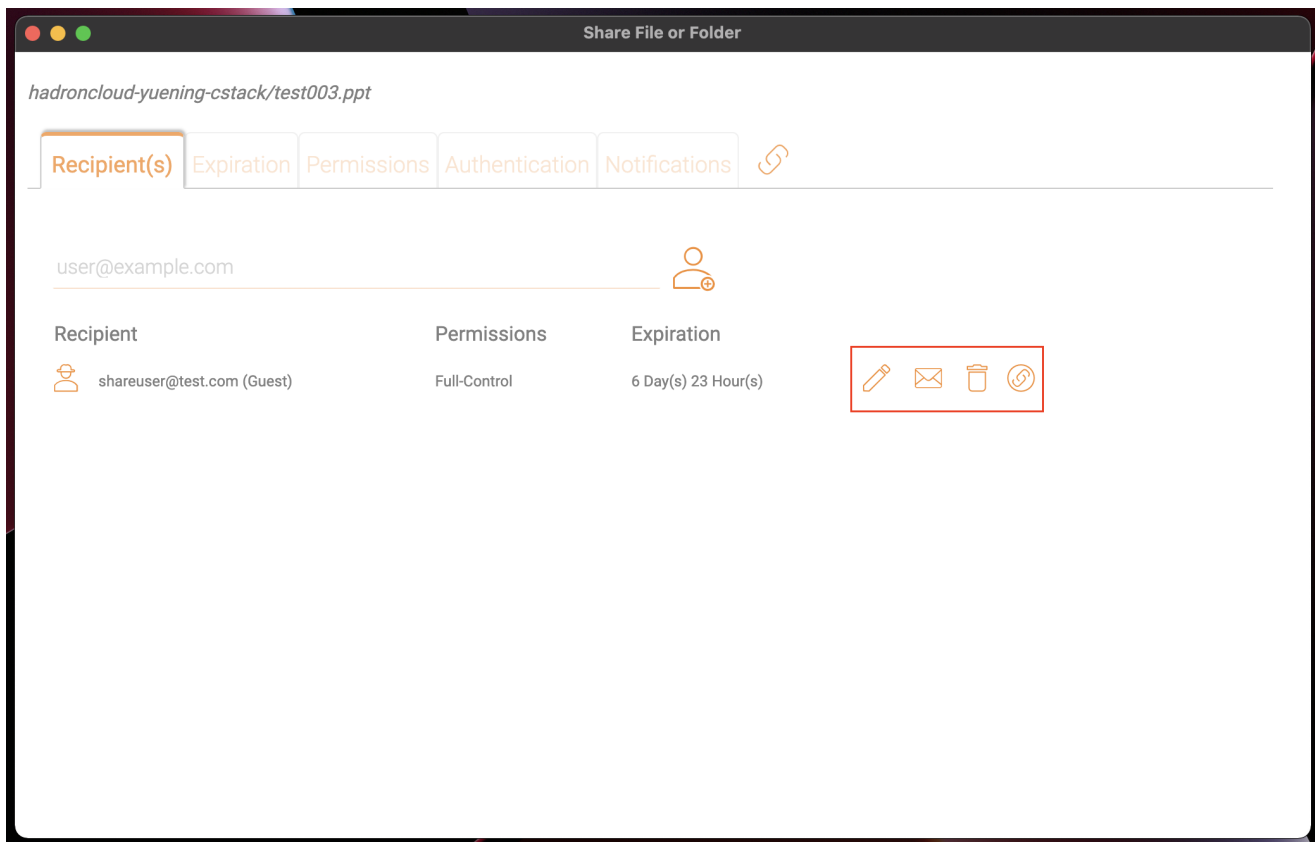 Share File or Folder
hadroncloud-yuening-cstack/test003.ppt
Recipient(s) Expiration Permissions Authentication Notifications
user@example.com
Recipient Permissions Expiration
shareuser@test.com (Guest) Full-Control 6 Day(s) 23 Hour(s)